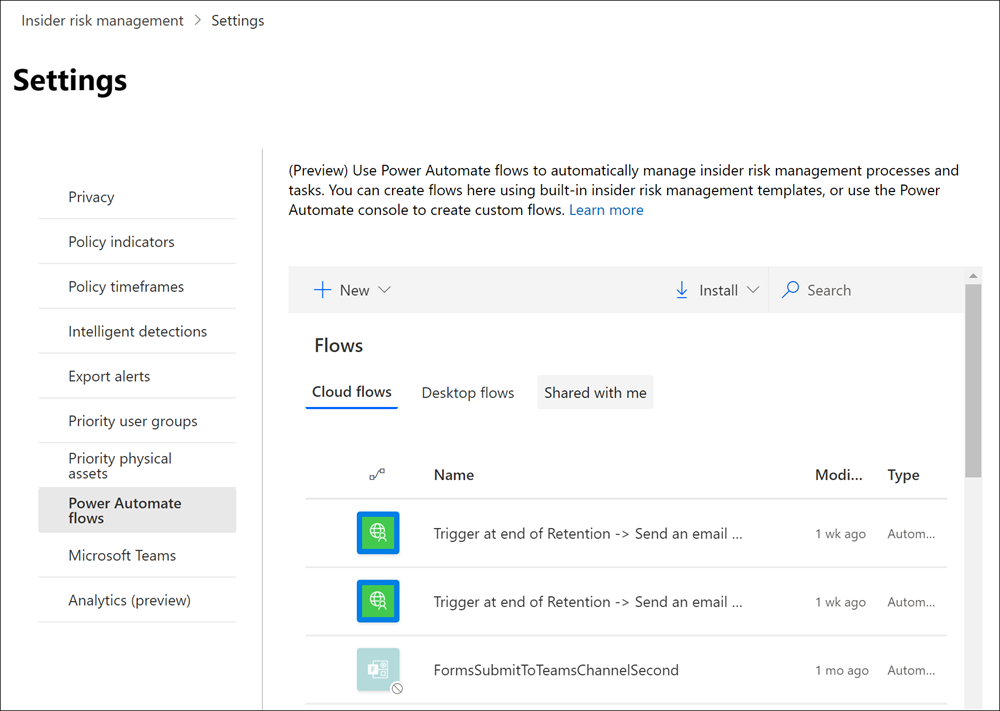 Insider risk management > Settings
Settings
Privacy
Policy indicators
Policy timeframes
Intelligent detections
Export alerts
Priority user groups
Priority physical
assets
Power Automate
flows
Microsoft Teams
Analytics (preview)
(Preview) Use Power Automate flows to automatically manage insider risk management processes and
tasks. You can create flows here using built-in insider risk management templates, or use the Power
Automate console to create custom flows. Learn more
New Install Search
Flows
Cloud flows Desktop flows Shared with me
Name Modi... Type
Trigger at end of Retention -> Send an email ... 1 wk ago Autom...
Trigger at end of Retention -> Send an email ... 1 wk ago Autom...
FormsSubmitToTeamsChannelSecond 1 mo ago Autom...